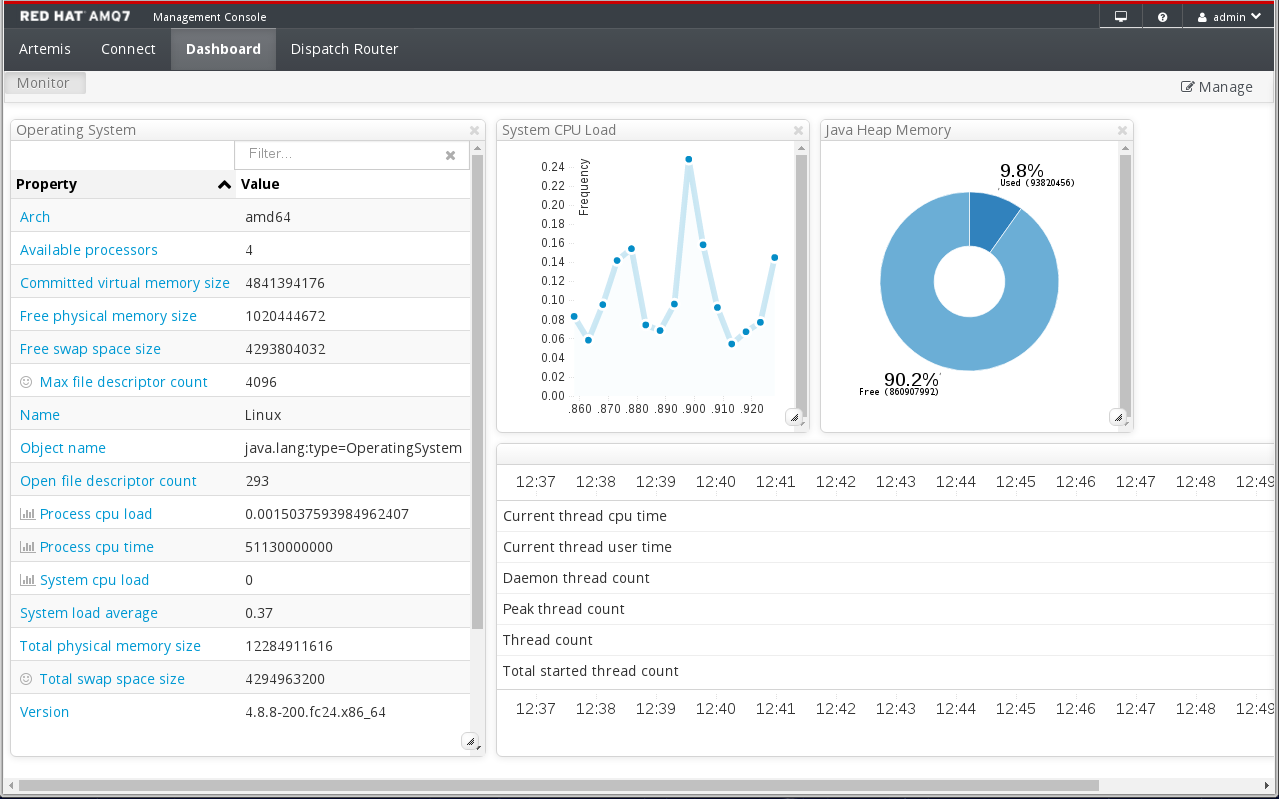 RED HAT AMQ7 Management Console admin
Artemis Connect Dashboard Dispatch Router
Monitor
Manage
Operating System
Filter...
Property Value
Arch amd64
Available processors 4
Committed virtual memory size 4841394176
Free physical memory size 1020444672
Free swap space size 4293804032
Max file descriptor count 4096
Name Linux
Object name java.lang:type=OperatingSystem
Open file descriptor count 293
Process cpu load 0.0015037593984962407
Process cpu time 51130000000
System cpu load 0
System load average 0.37
Total physical memory size 12284911616
Total swap space size 4294963200
Version 4.8.8-200.fc24.x86_64
System CPU Load
Frequency
0.24
0.22
0.20
0.18
0.16
0.14
0.12
0.10
0.08
0.06
0.04
0.02
0.00
.860 .870 .880 .890 .900 .910 .920
Java Heap Memory
9.8%
Used (93820456)
90.2%
Free (860907992)
12:37 12:38 12:39 12:40 12:41 12:42 12:43 12:44 12:45 12:46 12:47 12:48 12:49
Current thread cpu time
Current thread user time
Daemon thread count
Peak thread count
Thread count
Total started thread count
12:37 12:38 12:39 12:40 12:41 12:42 12:43 12:44 12:45 12:46 12:47 12:48 12:49